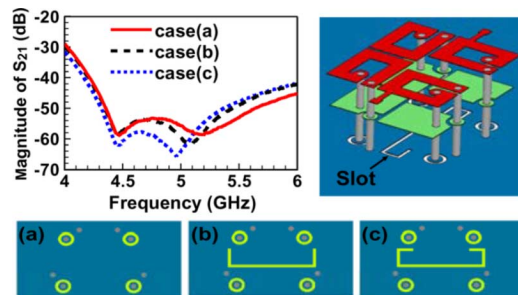 Magnitude of S21 (dB)
-20
-30
-40
-50
-60
-70
case(a)
case(b)
case(c)
4
4.5
5
5.5
6
Frequency (GHz)
Slot
(a)
(b)
(c)